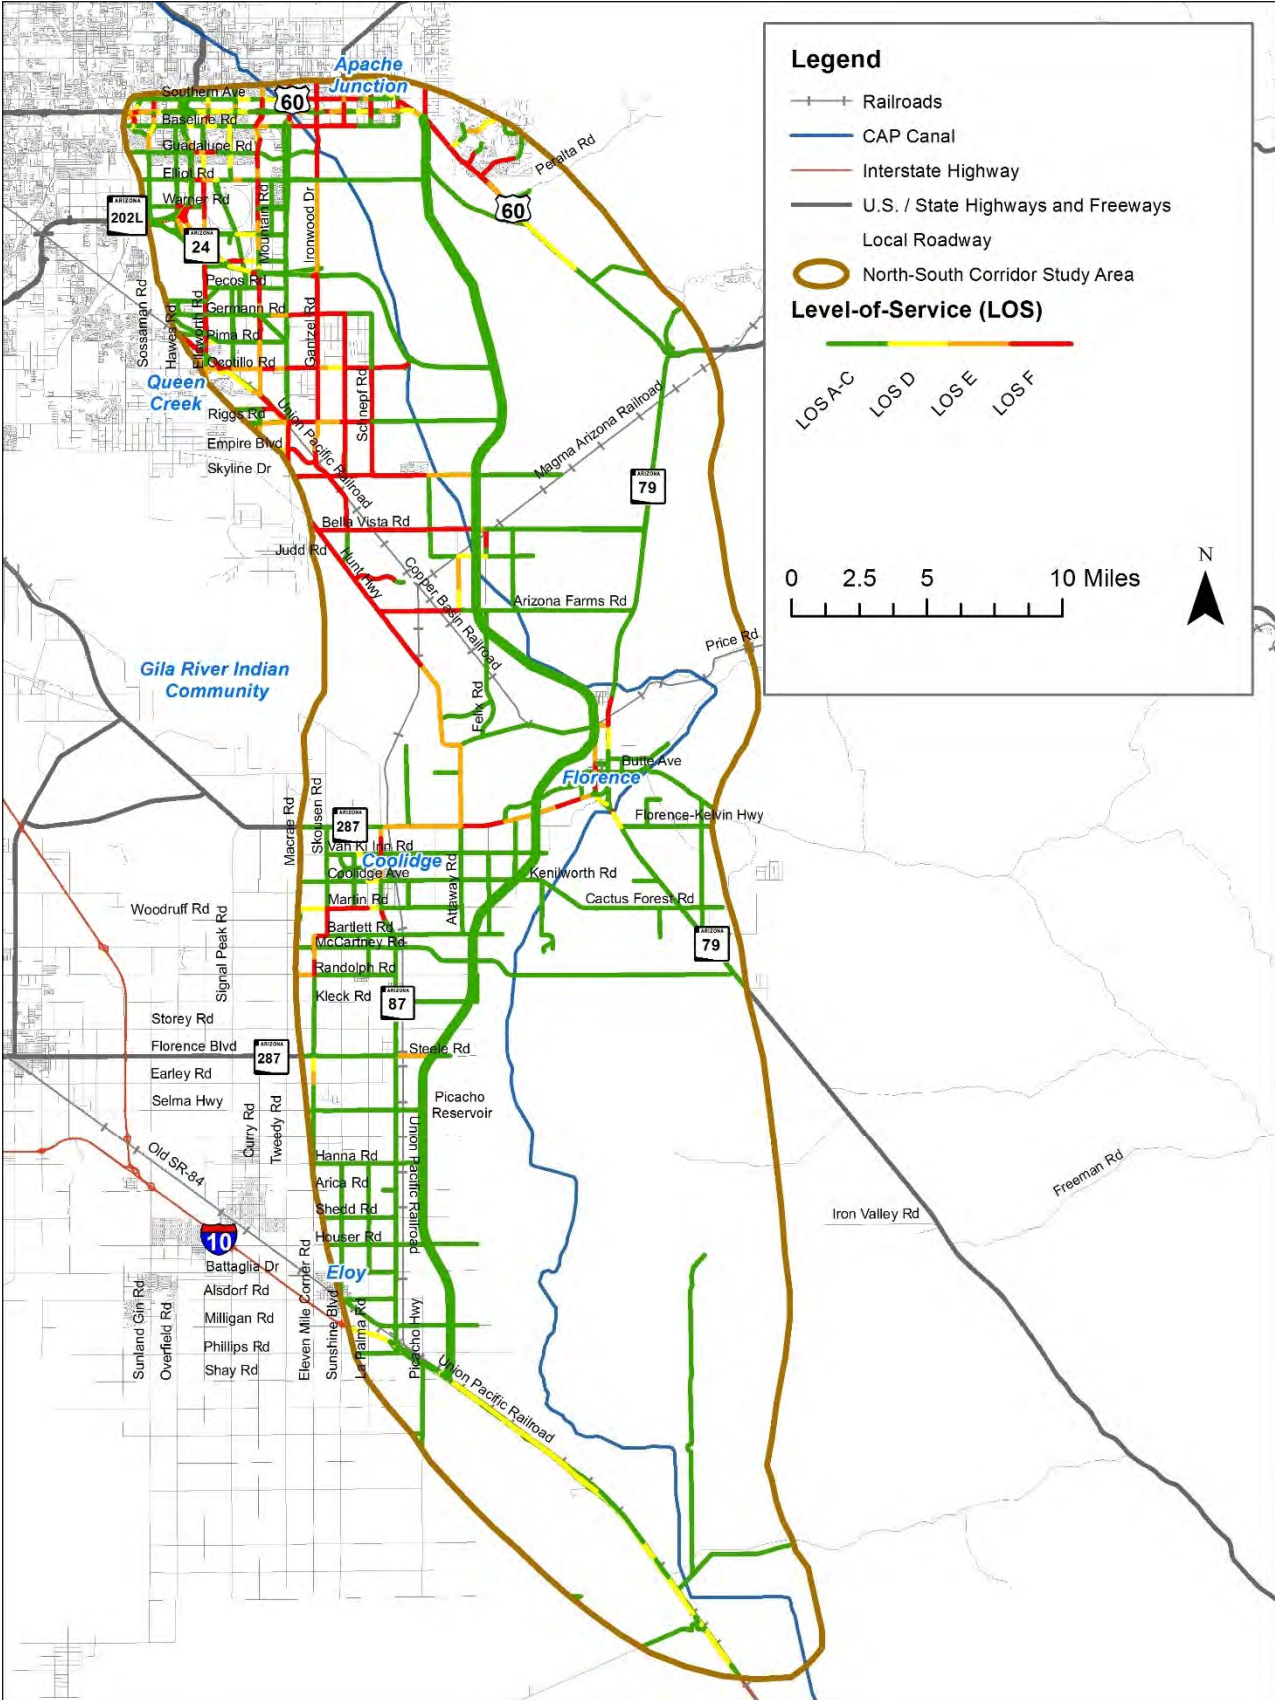 Legend
Railroads
CAP Canal
Interstate Highway
U.S. / State Highways and Freeways
Local Roadway
North-South Corridor Study Area
Level-of-Service (LOS)
LOS A-C
LOS D
LOS E
LOS F
0 2.5 5 10 Miles
N
Apache
Junction
Southern Ave
60
Baseline Rd
Guadalupe Rd
Elliot Rd
Warner Rd
ARIZONA
202L
24
Peralta Rd
60
Mountain Rd
Ironwood Dr
Pecos Rd
Germann Rd
Sossaman Rd
Hawes Rd
Ellsworth Rd
Gantzel Rd
Pima Rd
Ocotillo Rd
Queen
Creek
Schnepf Rd
Riggs Rd
Union Pacific Railroad
Empire Blvd
Skyline Dr
Magma Arizona Railroad
ARIZONA
79
Bella Vista Rd
Judd Rd
Hunt Hwy
Copper Basin Railroad
Arizona Farms Rd
Price Rd
Gila River Indian
Community
Felix Rd
Butte Ave
Florence
Macrae Rd
Skousen Rd
ARIZONA
287
Florence-Kelvin Hwy
Vah Ki Inn Rd
Coolidge
Coolidge Ave
Attaway Rd
Kenilworth Rd
Martin Rd
Cactus Forest Rd
Woodruff Rd
Signal Peak Rd
Bartlett Rd
McCartney Rd
ARIZONA
79
Randolph Rd
Kleck Rd
ARIZONA
87
Storey Rd
Florence Blvd
ARIZONA
287
Steele Rd
Earley Rd
Selma Hwy
Picacho
Reservoir
Curry Rd
Tweedy Rd
Union Pacific Railroad
Old SR-84
Hanna Rd
Arica Rd
Shedd Rd
Houser Rd
Freeman Rd
Iron Valley Rd
10
Battaglia Dr
Eloy
Alsdorf Rd
Milligan Rd
Phillips Rd
Shay Rd
Sunland Gin Rd
Overfield Rd
Eleven Mile Corner Rd
Sunshine Blvd
La Palma Rd
Picacho Hwy
Union Pacific Railroad